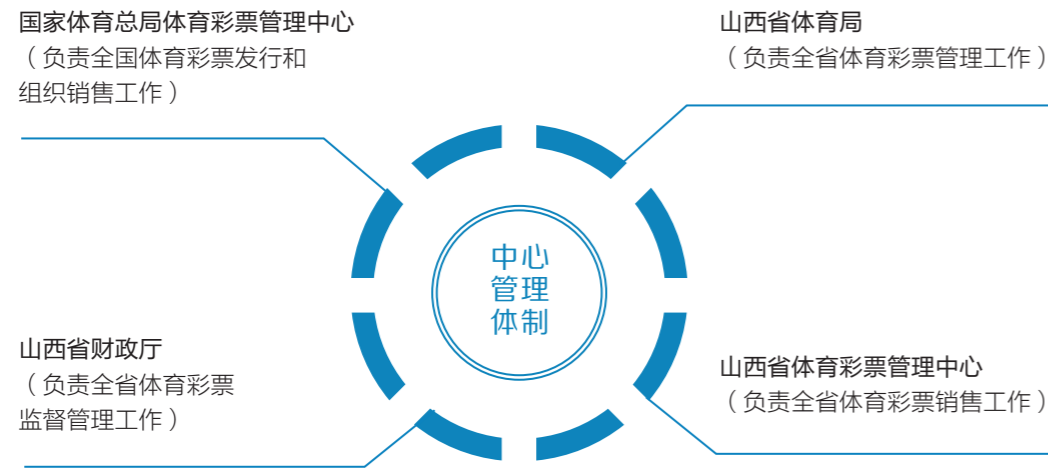 国家体育总局体育彩票管理中心
（负责全国体育彩票发行和
组织销售工作）
山西省体育局
（负责全省体育彩票管理工作）
中心
管理
体制
山西省财政厅
（负责全省体育彩票
监督管理工作）
山西省体育彩票管理中心
（负责全省体育彩票销售工作）